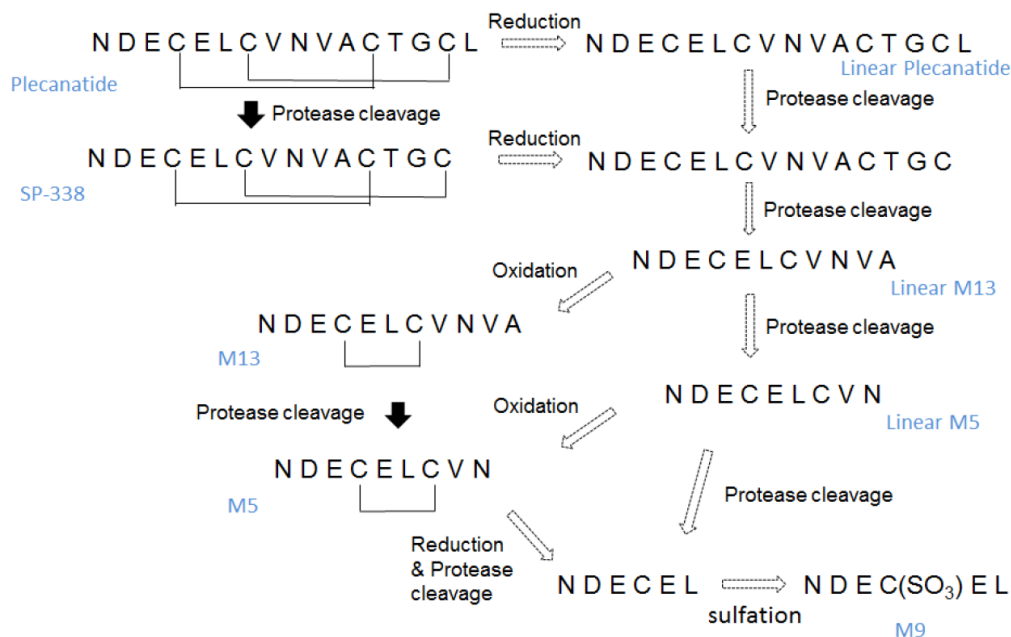 Reduction
N D E C E L C V N V A C T G C L
N D E C E L C V N V A C T G C L
Plecanatide
Linear Plecanatide
Protease cleavage
Protease cleavage
Reduction
N D E C E L C V N V A C T G C
N D E C E L C V N V A C T G C
SP-338
Protease cleavage
N D E C E L C V N V A
Oxidation
Linear M13
N D E C E L C V N V A
Protease cleavage
M13
N D E C E L C V N
Protease cleavage
Oxidation
Linear M5
N D E C E L C V N
M5
Protease cleavage
Reduction
& Protease
cleavage
N D E C E L
N D E C(SO₃) E L
sulfation
M9